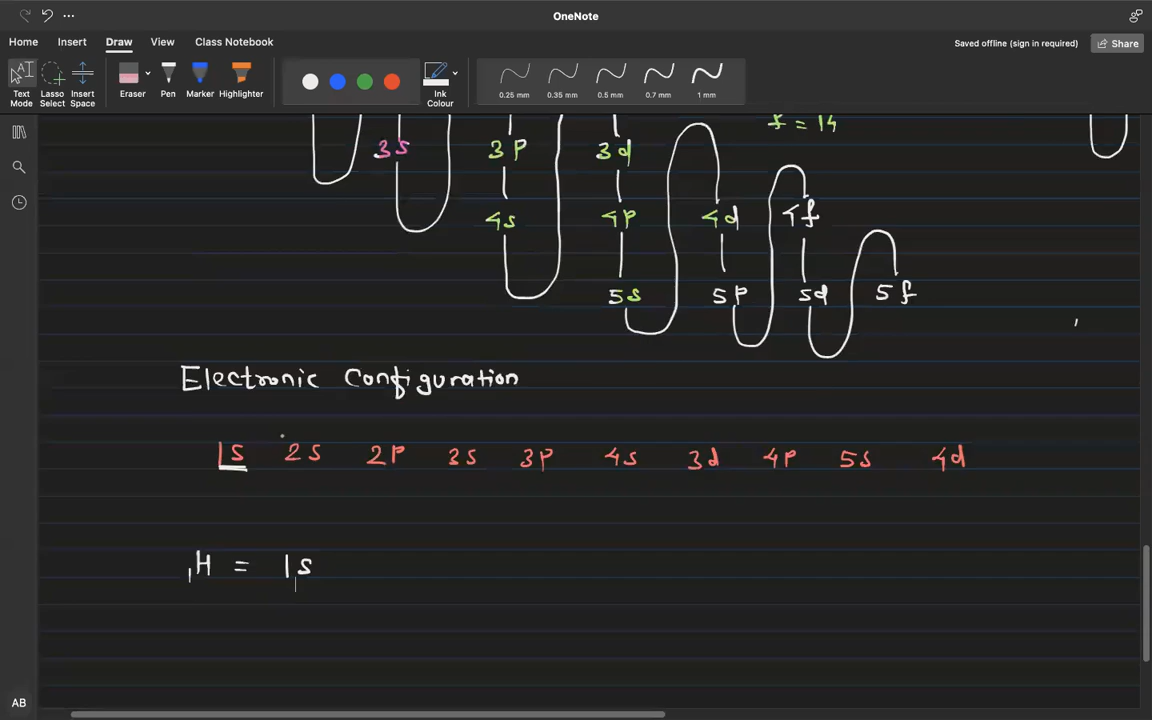 OneNote
Home Insert Draw View Class Notebook
Saved offline (sign in required) Share
Text Mode
Lasso Select
Insert Space
Eraser
Pen
Marker
Highlighter
Ink Colour
0.25 mm 0.35 mm 0.5 mm 0.7 mm 1 mm
f = 14
3s 3p 3d
4s 4p 4d 4f
5s 5p 5d 5f
Electronic Configuration
1s 2s 2p 3s 3p 4s 3d 4p 5s 4d
₁H = 1s
AB